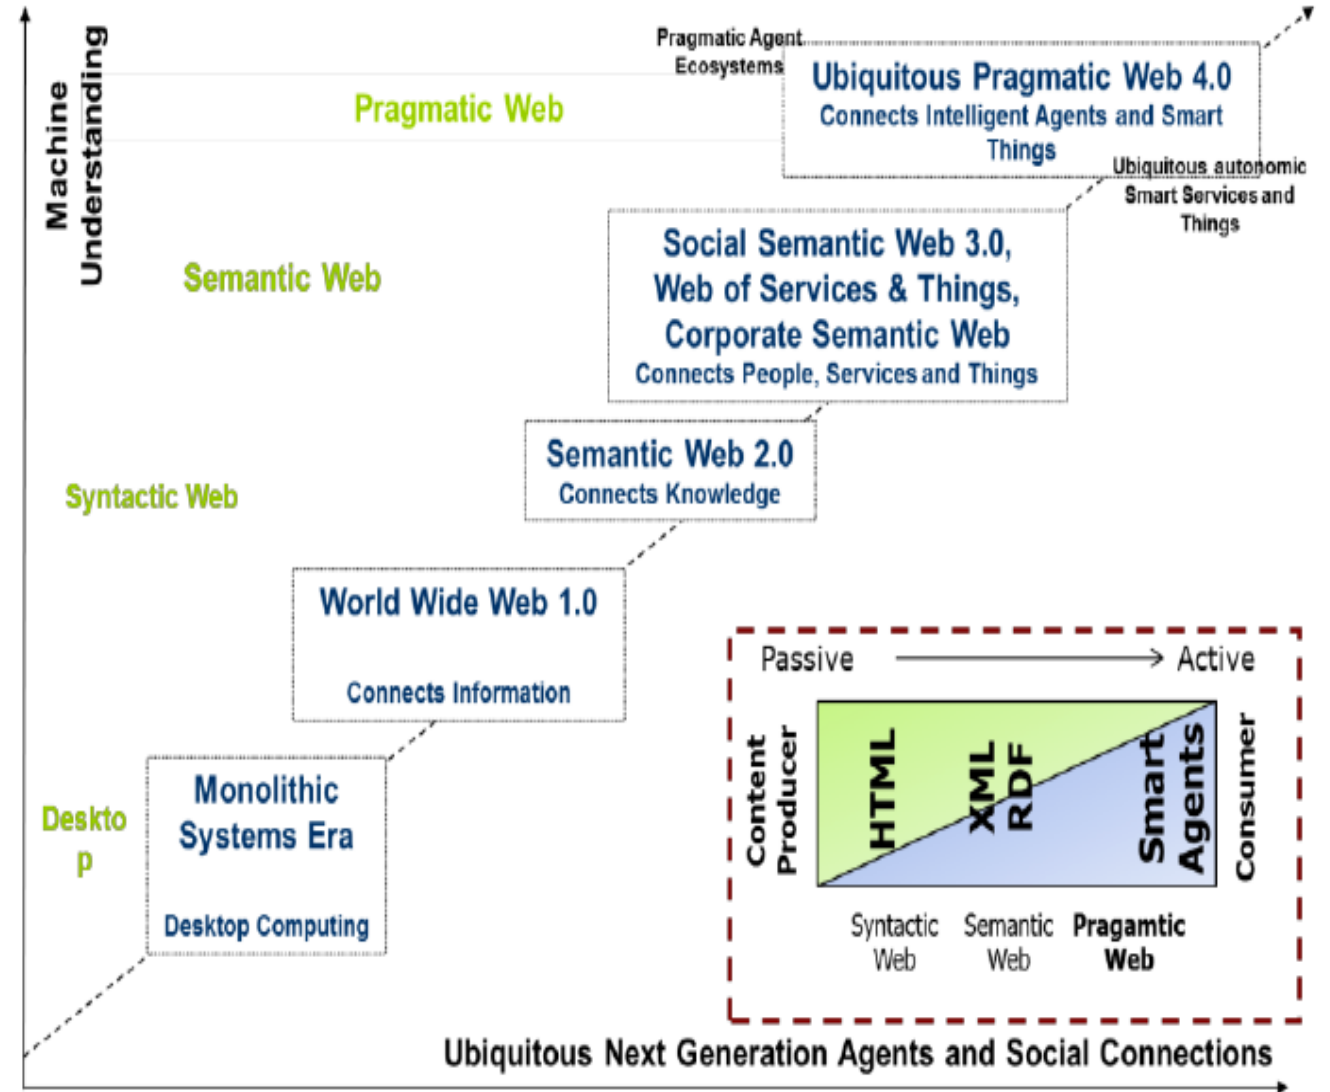 Machine
Understanding
Pragmatic Agent
Ecosystems
Ubiquitous Pragmatic Web 4.0
Connects Intelligent Agents and Smart
Things
Pragmatic Web
Ubiquitous autonomic
Smart Services and
Things
Social Semantic Web 3.0,
Web of Services & Things,
Corporate Semantic Web
Connects People, Services and Things
Semantic Web
Semantic Web 2.0
Connects Knowledge
Syntactic Web
World Wide Web 1.0
Connects Information
Monolithic
Systems Era
Desktop Computing
Deskto
p
Passive
Active
Content
Producer
HTML
XML
RDF
Smart
Agents
Consumer
Syntactic
Web
Semantic
Web
Pragamtic
Web
Ubiquitous Next Generation Agents and Social Connections